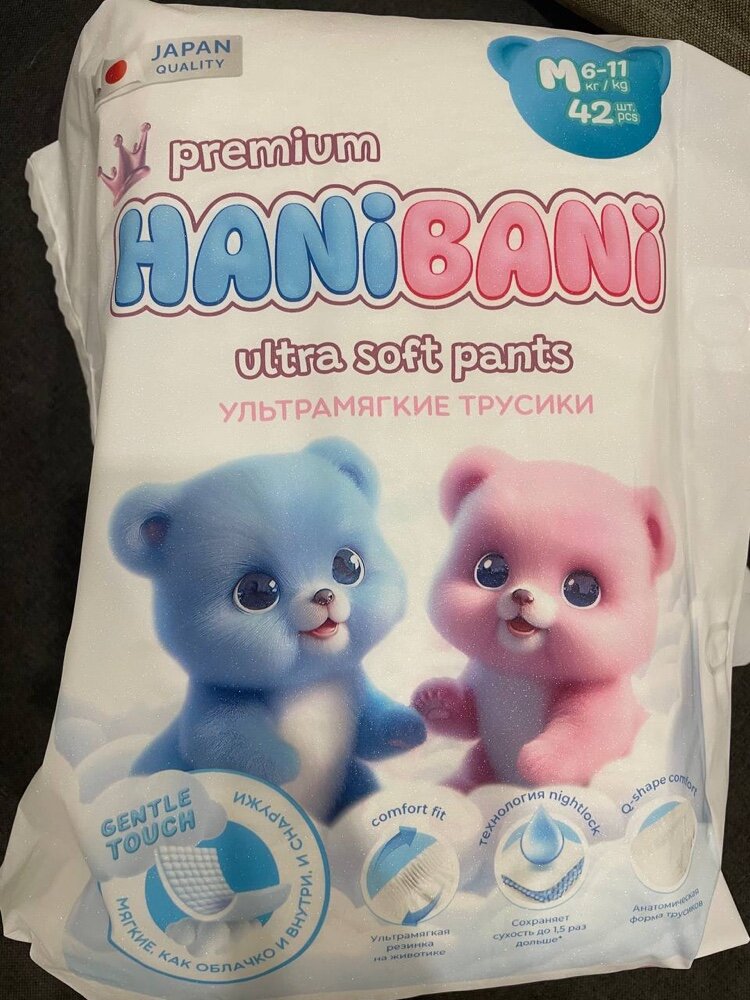 JAPAN
QUALITY
M 6-11
кг / kg
42 шт.
pcs
premium
HANiBANi
ultra soft pants
УЛЬТРАМЯГКИЕ ТРУСИКИ
GENTLE
TOUCH
МЯГКИЕ, КАК ОБЛАЧКО И ВНУТРИ, И СНАРУЖИ
comfort fit
Ультрамягкая
резинка
на животике
технология nightlock
Сохраняет
сухость до 1,5 раз
дольше*
Q-shape comfort
Анатомическая
форма трусиков